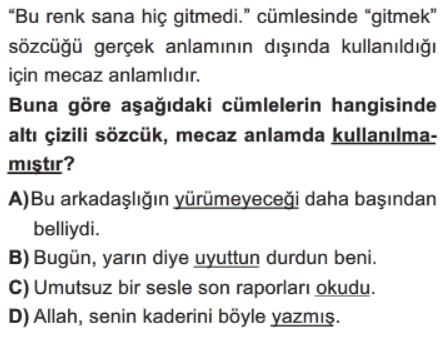 "Bu renk sana hiç gitmedi." cümlesinde "gitmek"
sözcüğü gerçek anlamının dışında kullanıldığı
için mecaz anlamlıdır.
Buna göre aşağıdaki cümlelerin hangisinde
altı çizili sözcük, mecaz anlamda kullanılma-
mıştır?
A)Bu arkadaşlığın yürümeyeceği daha başından
belliydi.
B) Bugün, yarın diye uyuttun durdun beni.
C) Umutsuz bir sesle son raporları okudu.
D) Allah, senin kaderini böyle yazmış.